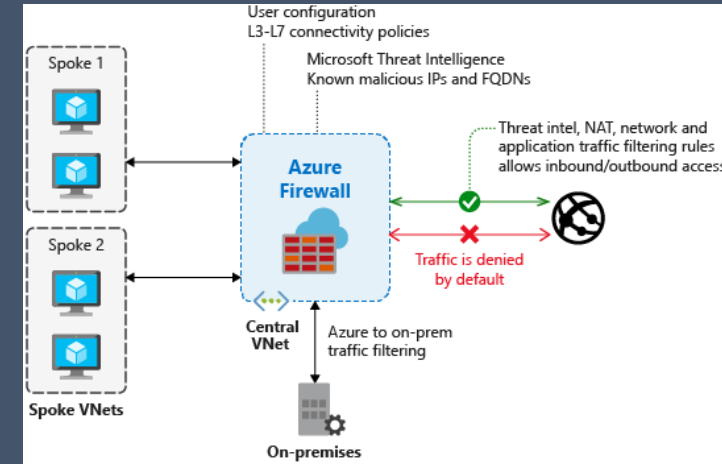 User configuration
L3-L7 connectivity policies
Microsoft Threat Intelligence
Known malicious IPs and FQDNs
Spoke 1
Azure
Firewall
Threat intel, NAT, network and
application traffic filtering rules
allows inbound/outbound access
Traffic is denied
by default
Spoke 2
Central
VNet
Azure to on-prem
traffic filtering
Spoke VNets
On-premises